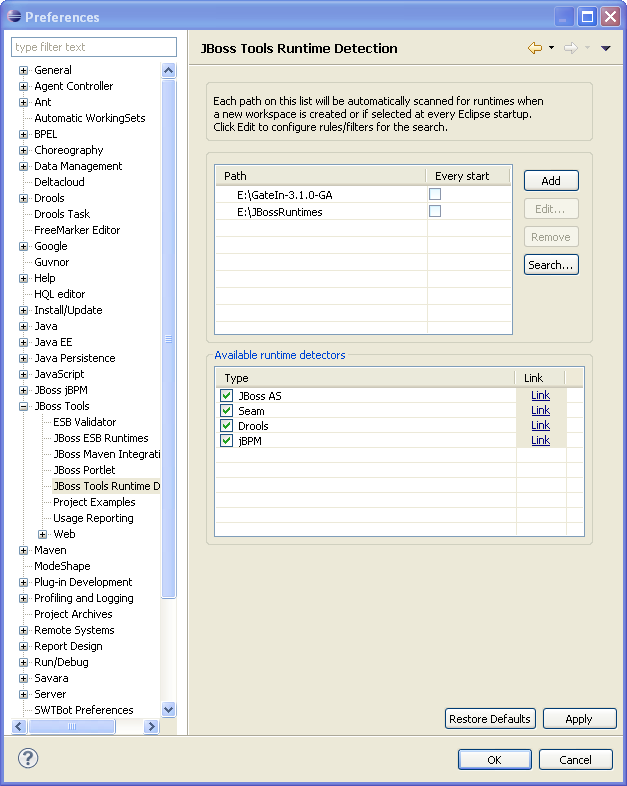 Preferences
type filter text
General
Agent Controller
Ant
Automatic WorkingSets
BPEL
Choreography
Data Management
Deltacloud
Drools
Drools Task
FreeMarker Editor
Google
Guvnor
Help
HQL editor
Install/Update
Java
Java EE
Java Persistence
JavaScript
JBoss jBPM
JBoss Tools
ESB Validator
JBoss ESB Runtimes
JBoss Maven Integrati
JBoss Portlet
JBoss Tools Runtime D
Project Examples
Usage Reporting
Web
Maven
ModeShape
Plug-in Development
Profiling and Logging
Project Archives
Remote Systems
Report Design
Run/Debug
Savara
Server
SWTBot Preferences
JBoss Tools Runtime Detection
Each path on this list will be automatically scanned for runtimes when
a new workspace is created or if selected at every Eclipse startup.
Click Edit to configure rules/filters for the search.
Path Every start
E:\GateIn-3.1.0-GA
E:\JBossRuntimes
Add
Edit...
Remove
Search...
Available runtime detectors
Type Link
JBoss AS Link
Seam Link
Drools Link
jBPM Link
Restore Defaults Apply
? OK Cancel